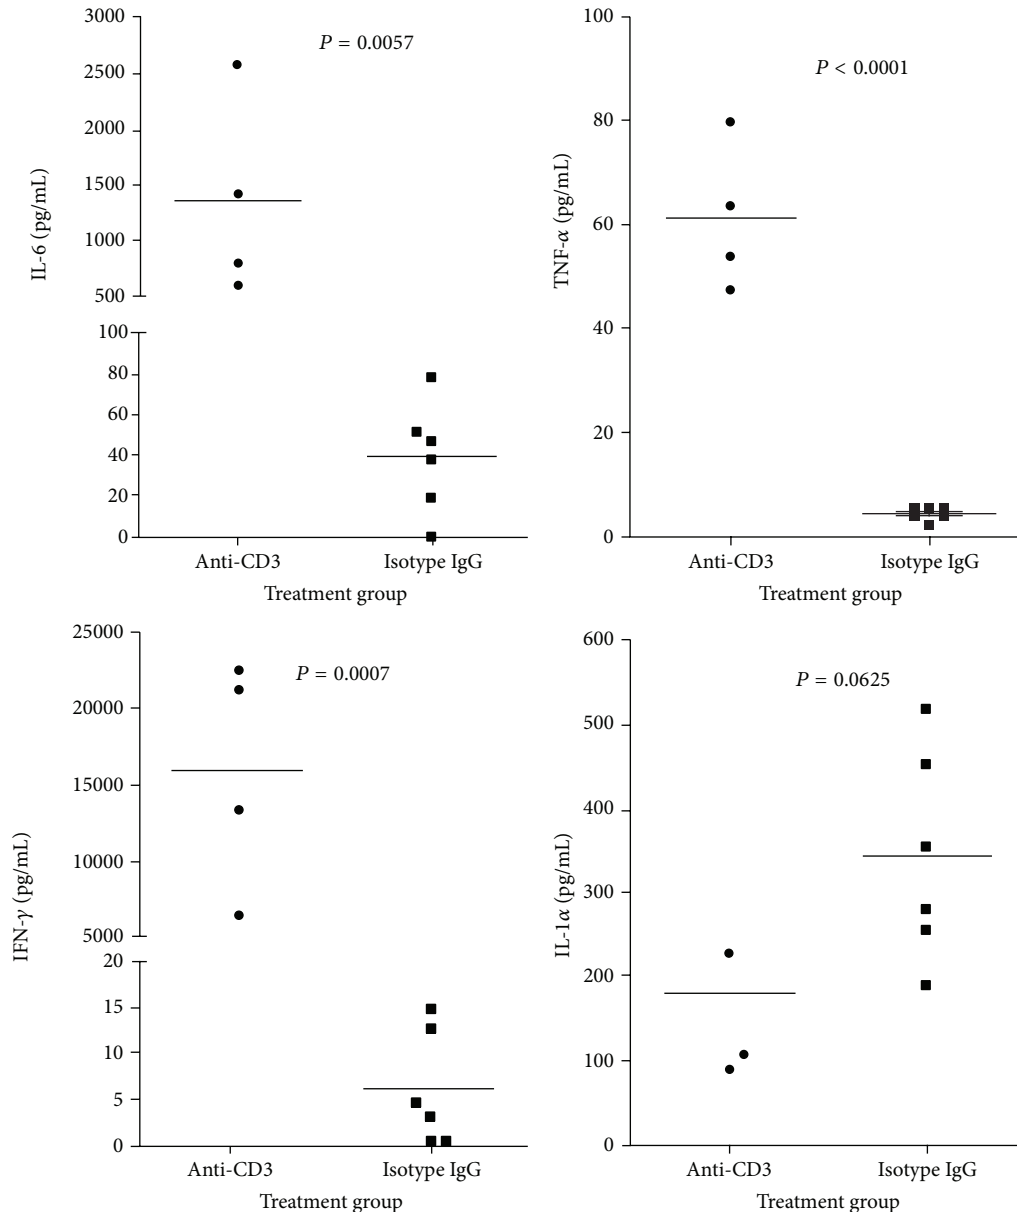 3000
2500
2000
1500
1000
500
100
80
60
40
20
0
IL-6 (pg/mL)
P = 0.0057
Anti-CD3 Isotype IgG
Treatment group
100
80
60
40
20
0
TNF-α (pg/mL)
P < 0.0001
Anti-CD3 Isotype IgG
Treatment group
25000
20000
15000
10000
5000
20
15
10
5
0
IFN-γ (pg/mL)
P = 0.0007
Anti-CD3 Isotype IgG
Treatment group
600
500
400
300
200
100
0
IL-1α (pg/mL)
P = 0.0625
Anti-CD3 Isotype IgG
Treatment group